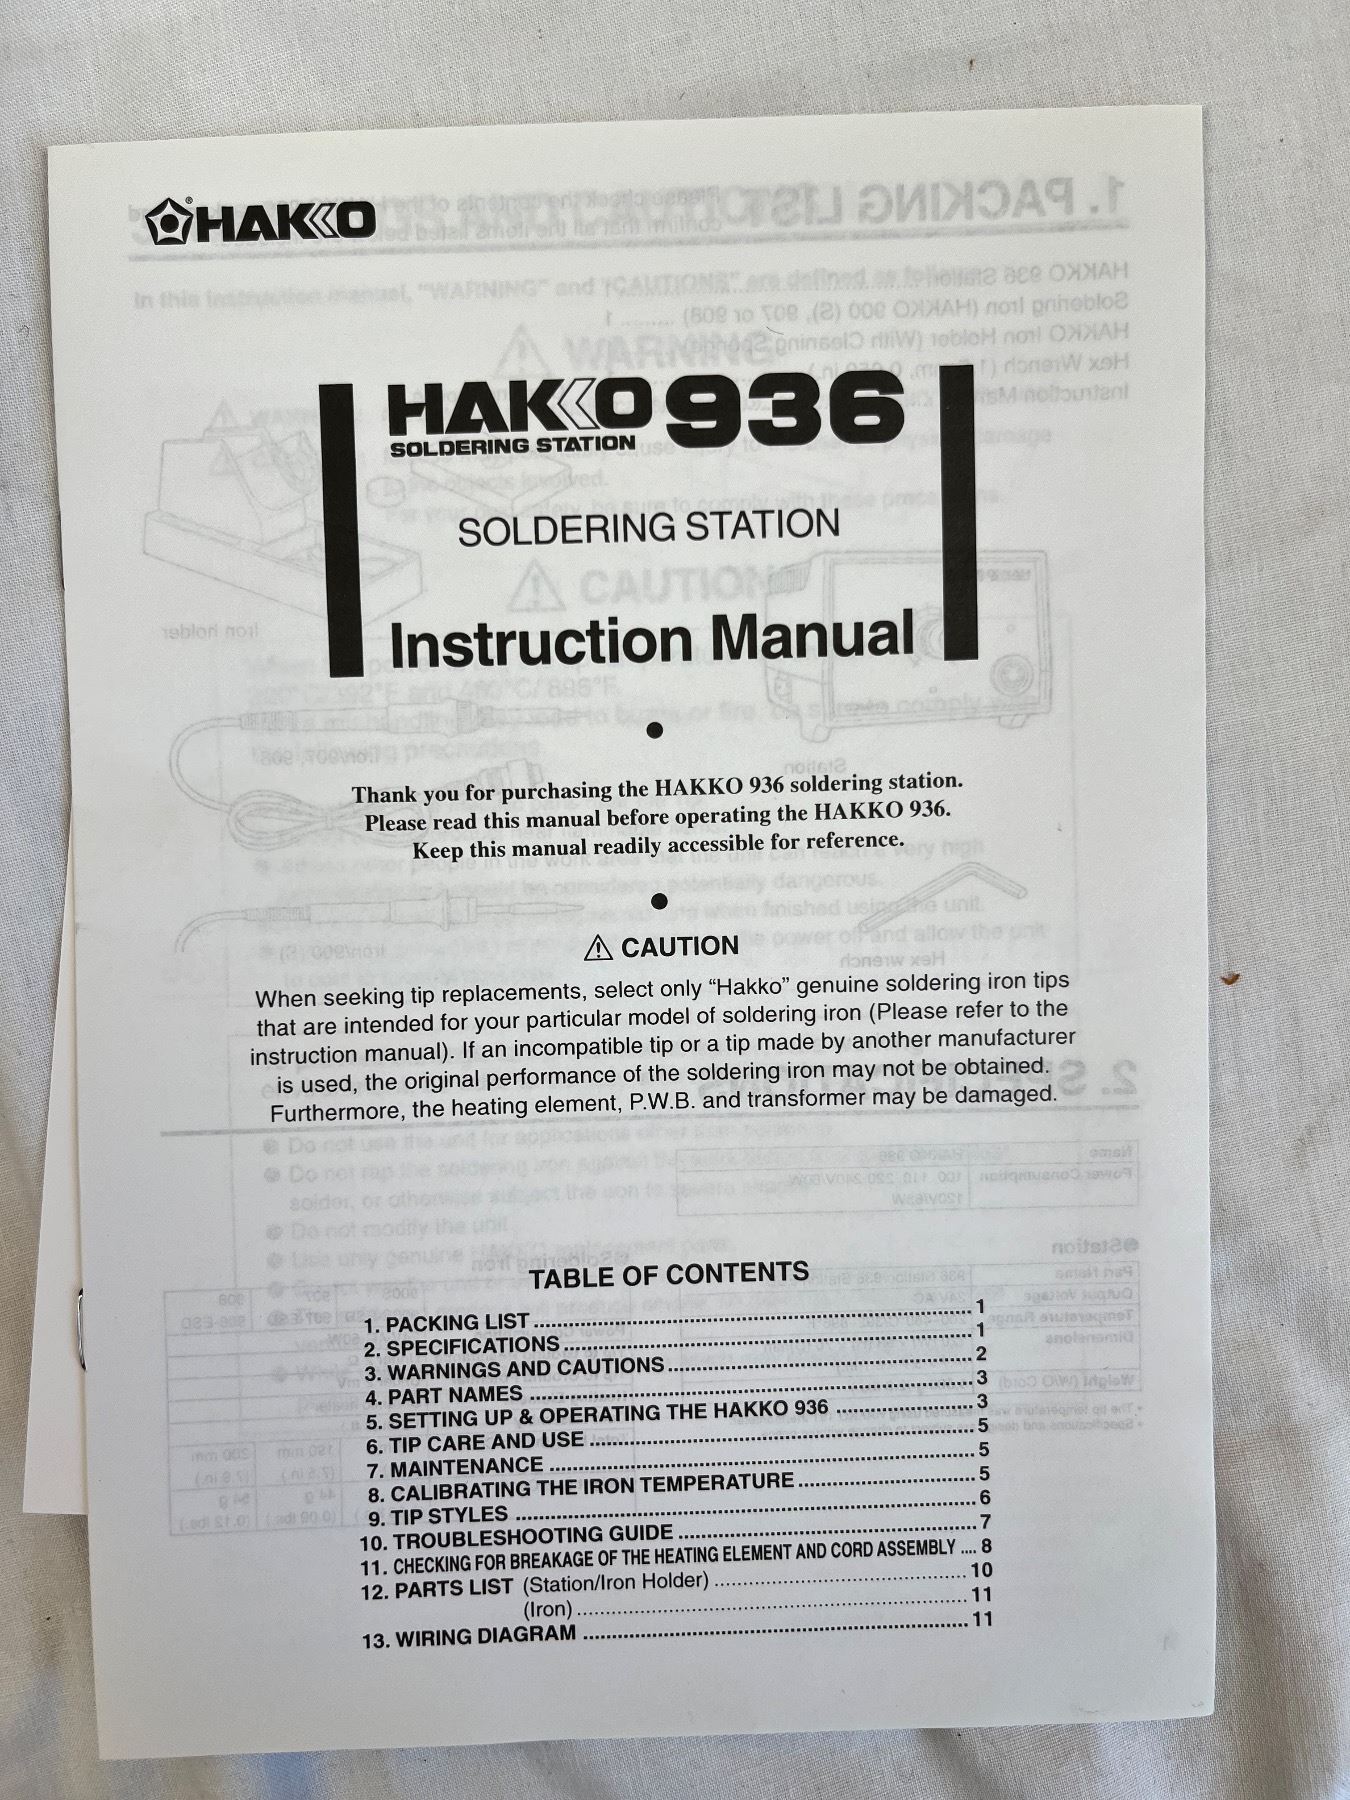 HAKKO
HAKKO 936
SOLDERING STATION
SOLDERING STATION
Instruction Manual
Thank you for purchasing the HAKKO 936 soldering station.
Please read this manual before operating the HAKKO 936.
Keep this manual readily accessible for reference.
CAUTION
When seeking tip replacements, select only “Hakko” genuine soldering iron tips
that are intended for your particular model of soldering iron (Please refer to the
instruction manual). If an incompatible tip or a tip made by another manufacturer
is used, the original performance of the soldering iron may not be obtained.
Furthermore, the heating element, P.W.B. and transformer may be damaged.
TABLE OF CONTENTS
1. PACKING LIST ........ 1
2. SPECIFICATIONS ........ 1
3. WARNINGS AND CAUTIONS ........ 2
4. PART NAMES ........ 3
5. SETTING UP & OPERATING THE HAKKO 936 ........ 3
6. TIP CARE AND USE ........ 5
7. MAINTENANCE ........ 5
8. CALIBRATING THE IRON TEMPERATURE ........ 5
9. TIP STYLES ........ 6
10. TROUBLESHOOTING GUIDE ........ 7
11. CHECKING FOR BREAKAGE OF THE HEATING ELEMENT AND CORD ASSEMBLY .... 8
12. PARTS LIST (Station/Iron Holder) ........ 10
(Iron) ........ 11
13. WIRING DIAGRAM ........ 11